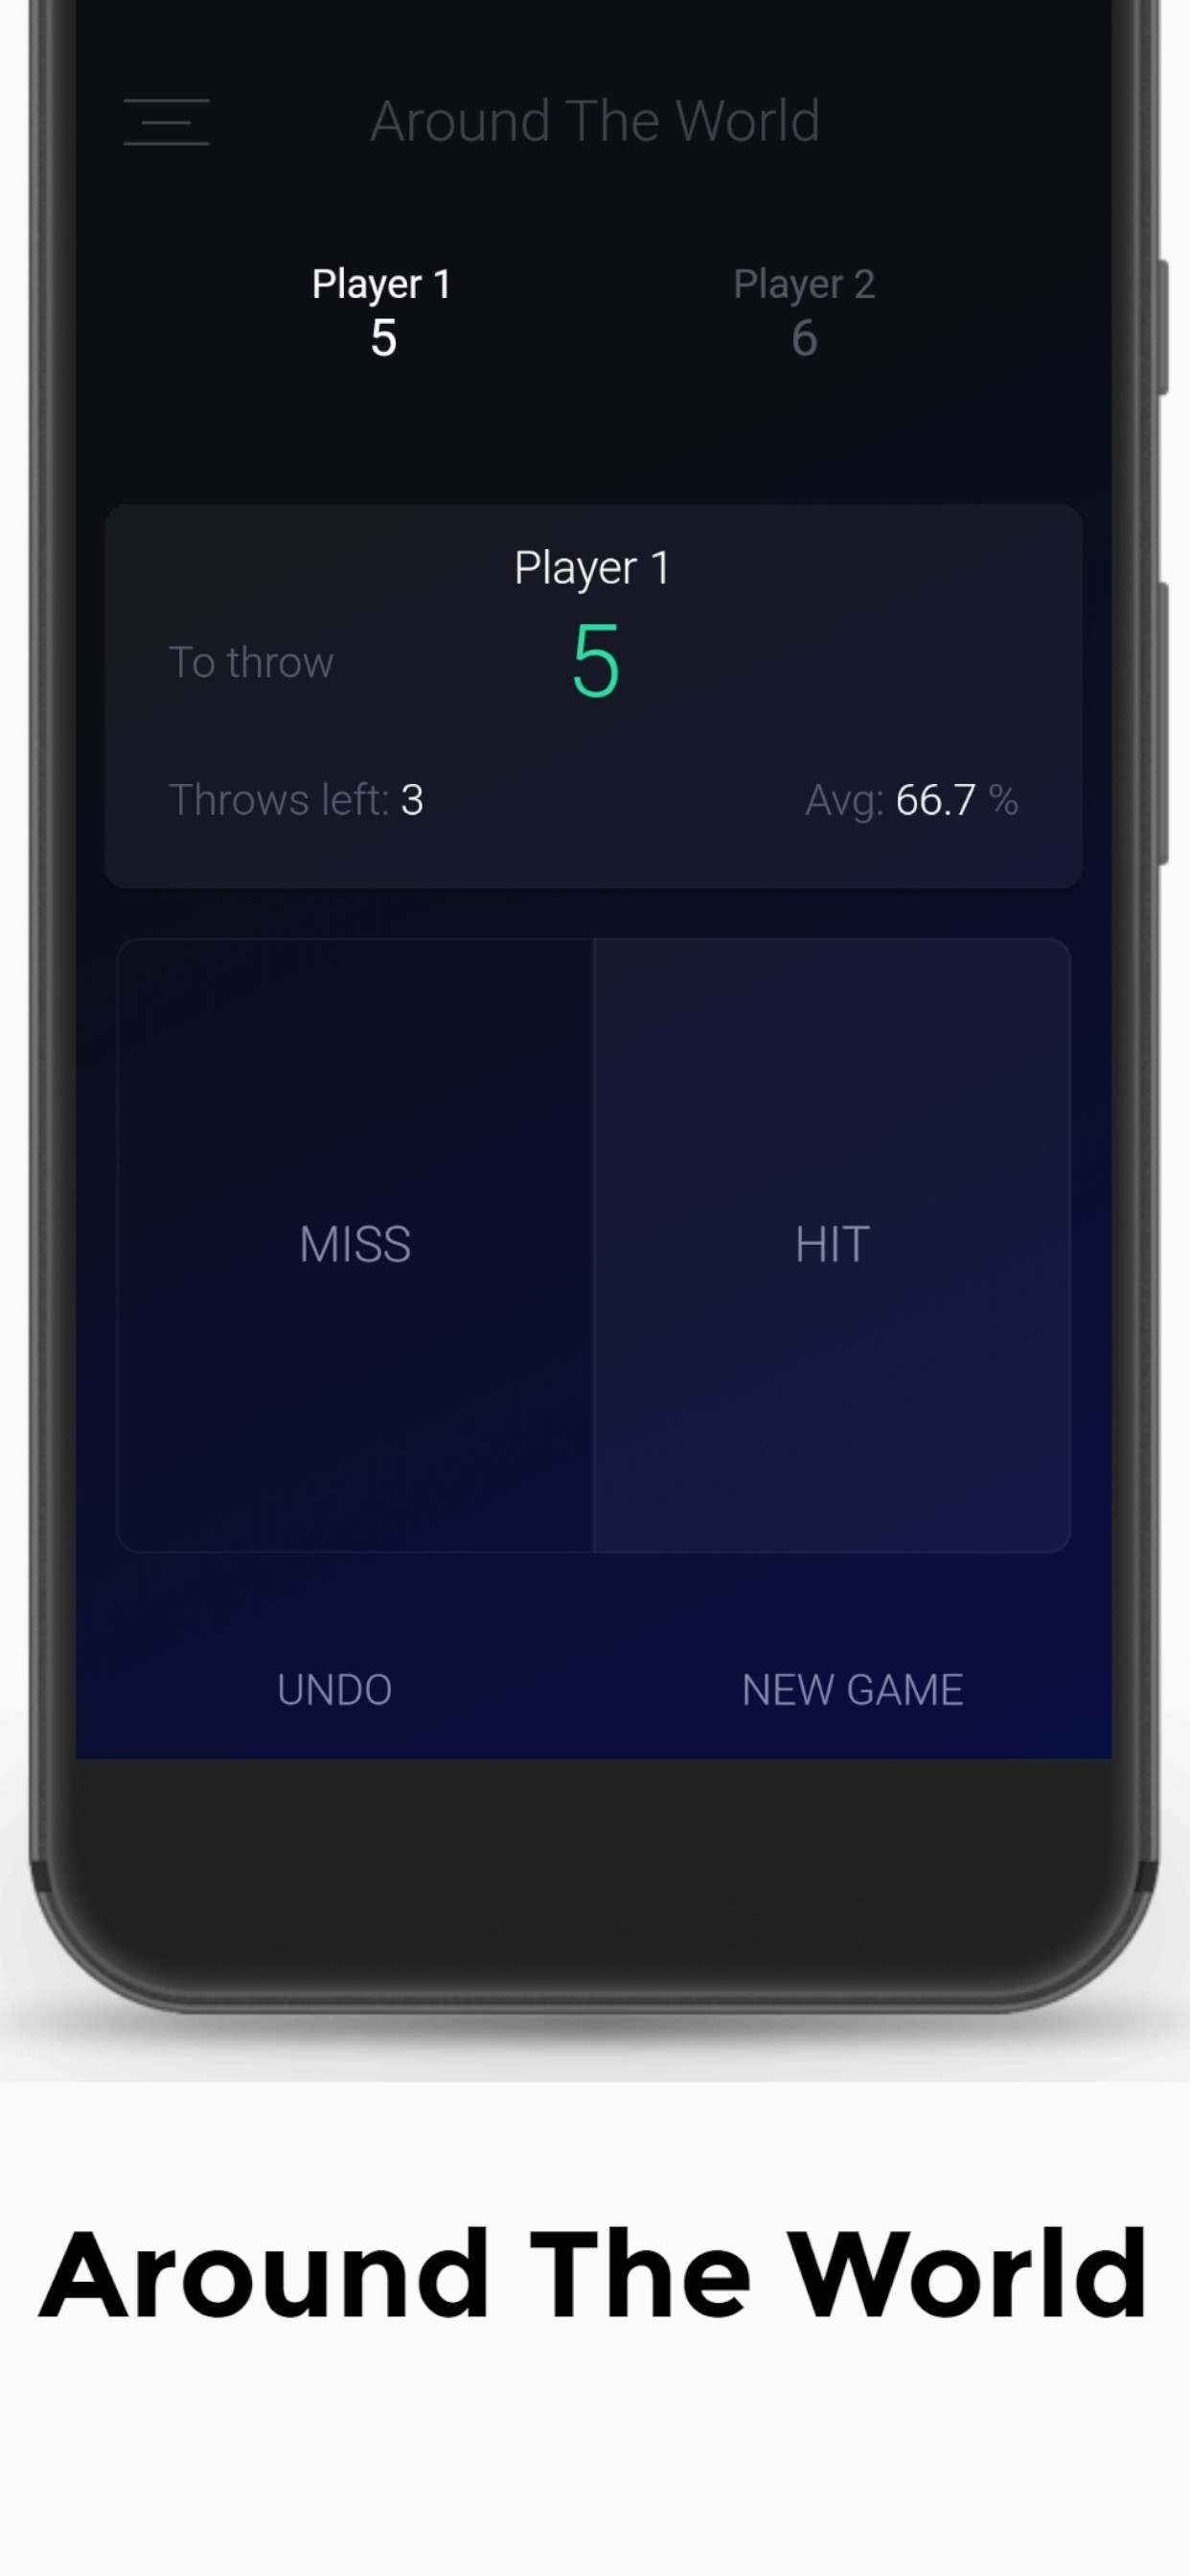 Around The World
Player 1 Player 2
5 6
Player 1
To throw 5
Throws left: 3 Avg: 66.7 %
MISS HIT
UNDO NEW GAME
Around The World